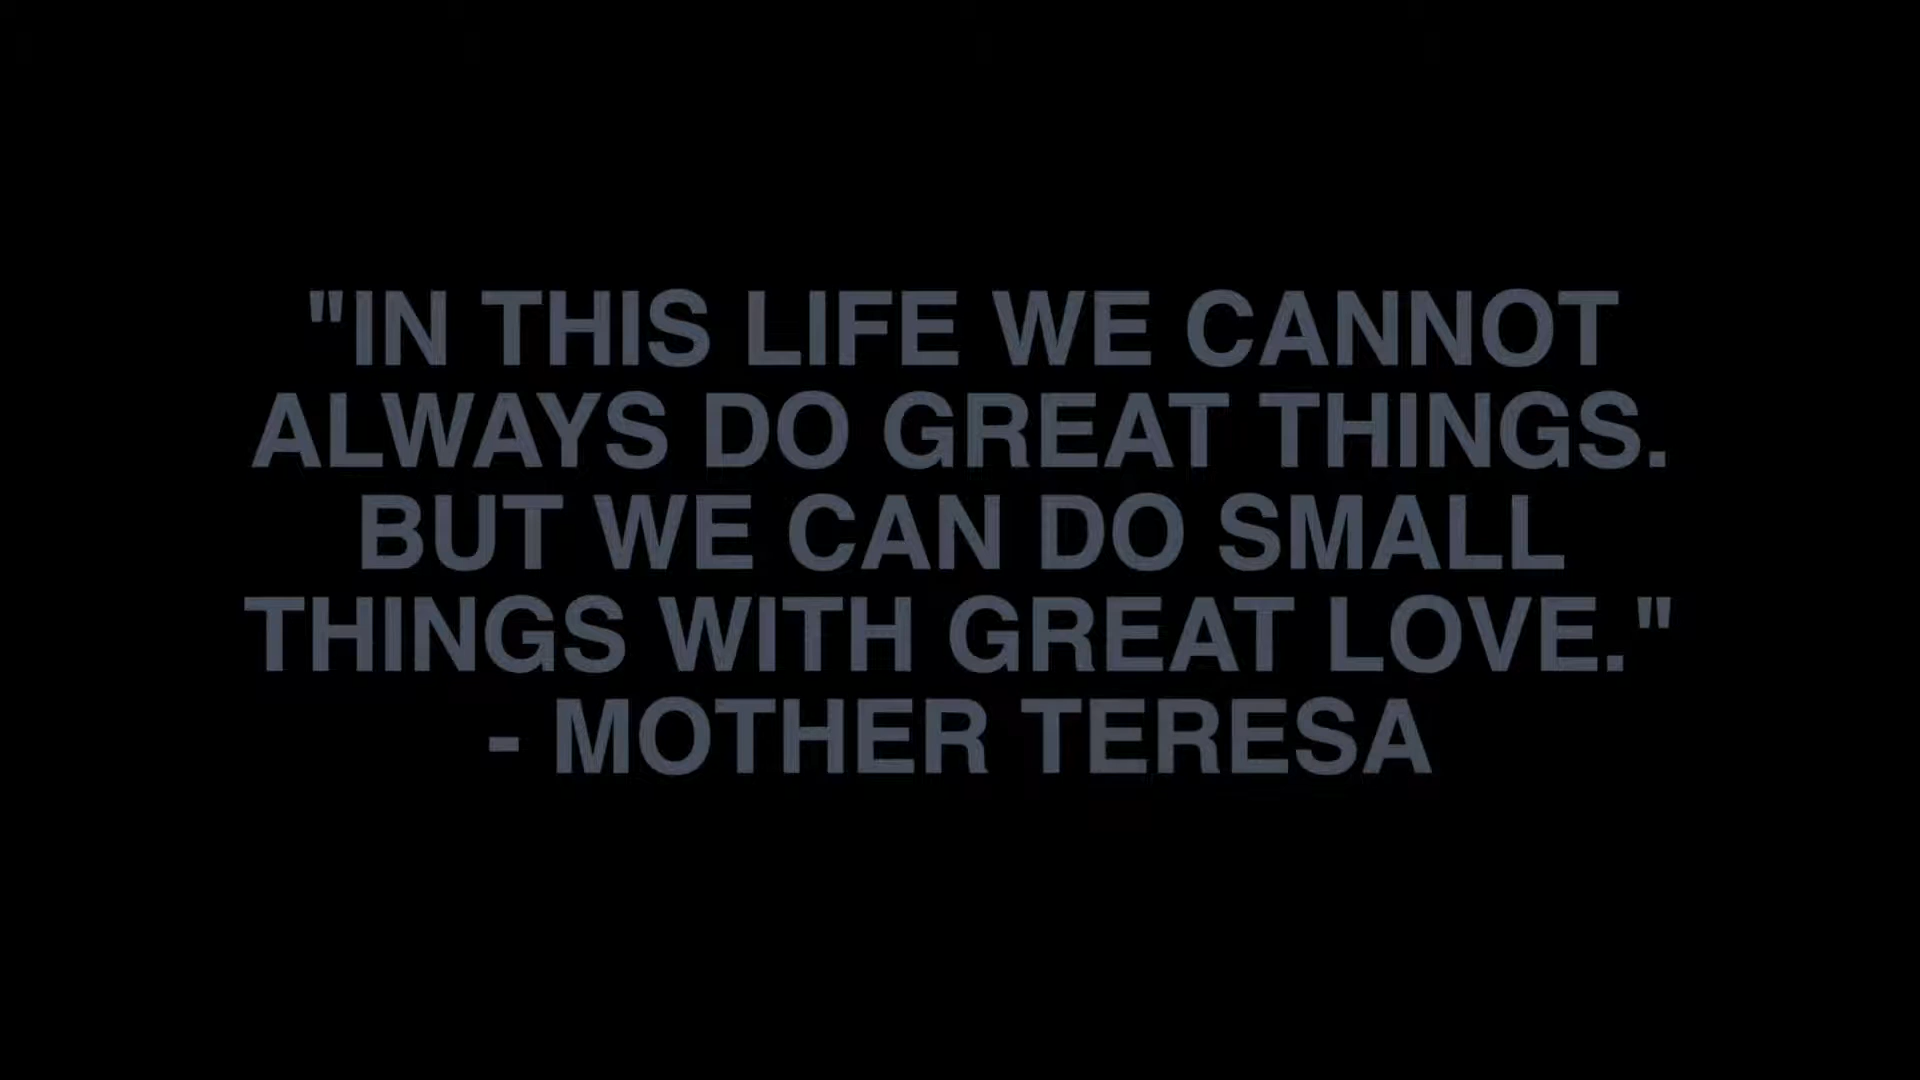 "IN THIS LIFE WE CANNOT
ALWAYS DO GREAT THINGS.
BUT WE CAN DO SMALL
THINGS WITH GREAT LOVE."
- MOTHER TERESA